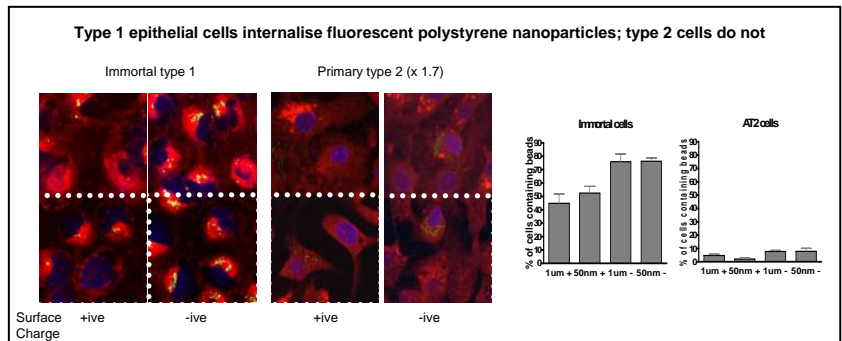 Type 1 epithelial cells internalise fluorescent polystyrene nanoparticles; type 2 cells do not
Immortal type 1
Primary type 2 (x 1.7)
Surface Charge
+ive
-ive
+ive
-ive
Immortal cells
% of cells containing beads
90
80
70
60
50
40
30
20
10
0
1um + 50nm + 1um - 50nm -
AT2 cells
% of cells containing beads
90
80
70
60
50
40
30
20
10
0
1um + 50nm + 1um - 50nm -